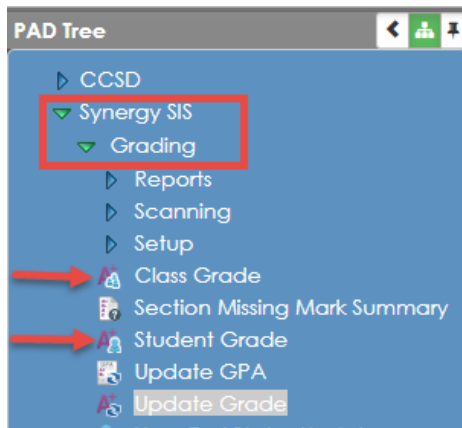 PAD Tree
CCSD
Synergy SIS
Grading
Reports
Scanning
Setup
Class Grade
Section Missing Mark Summary
Student Grade
Update GPA
Update Grade